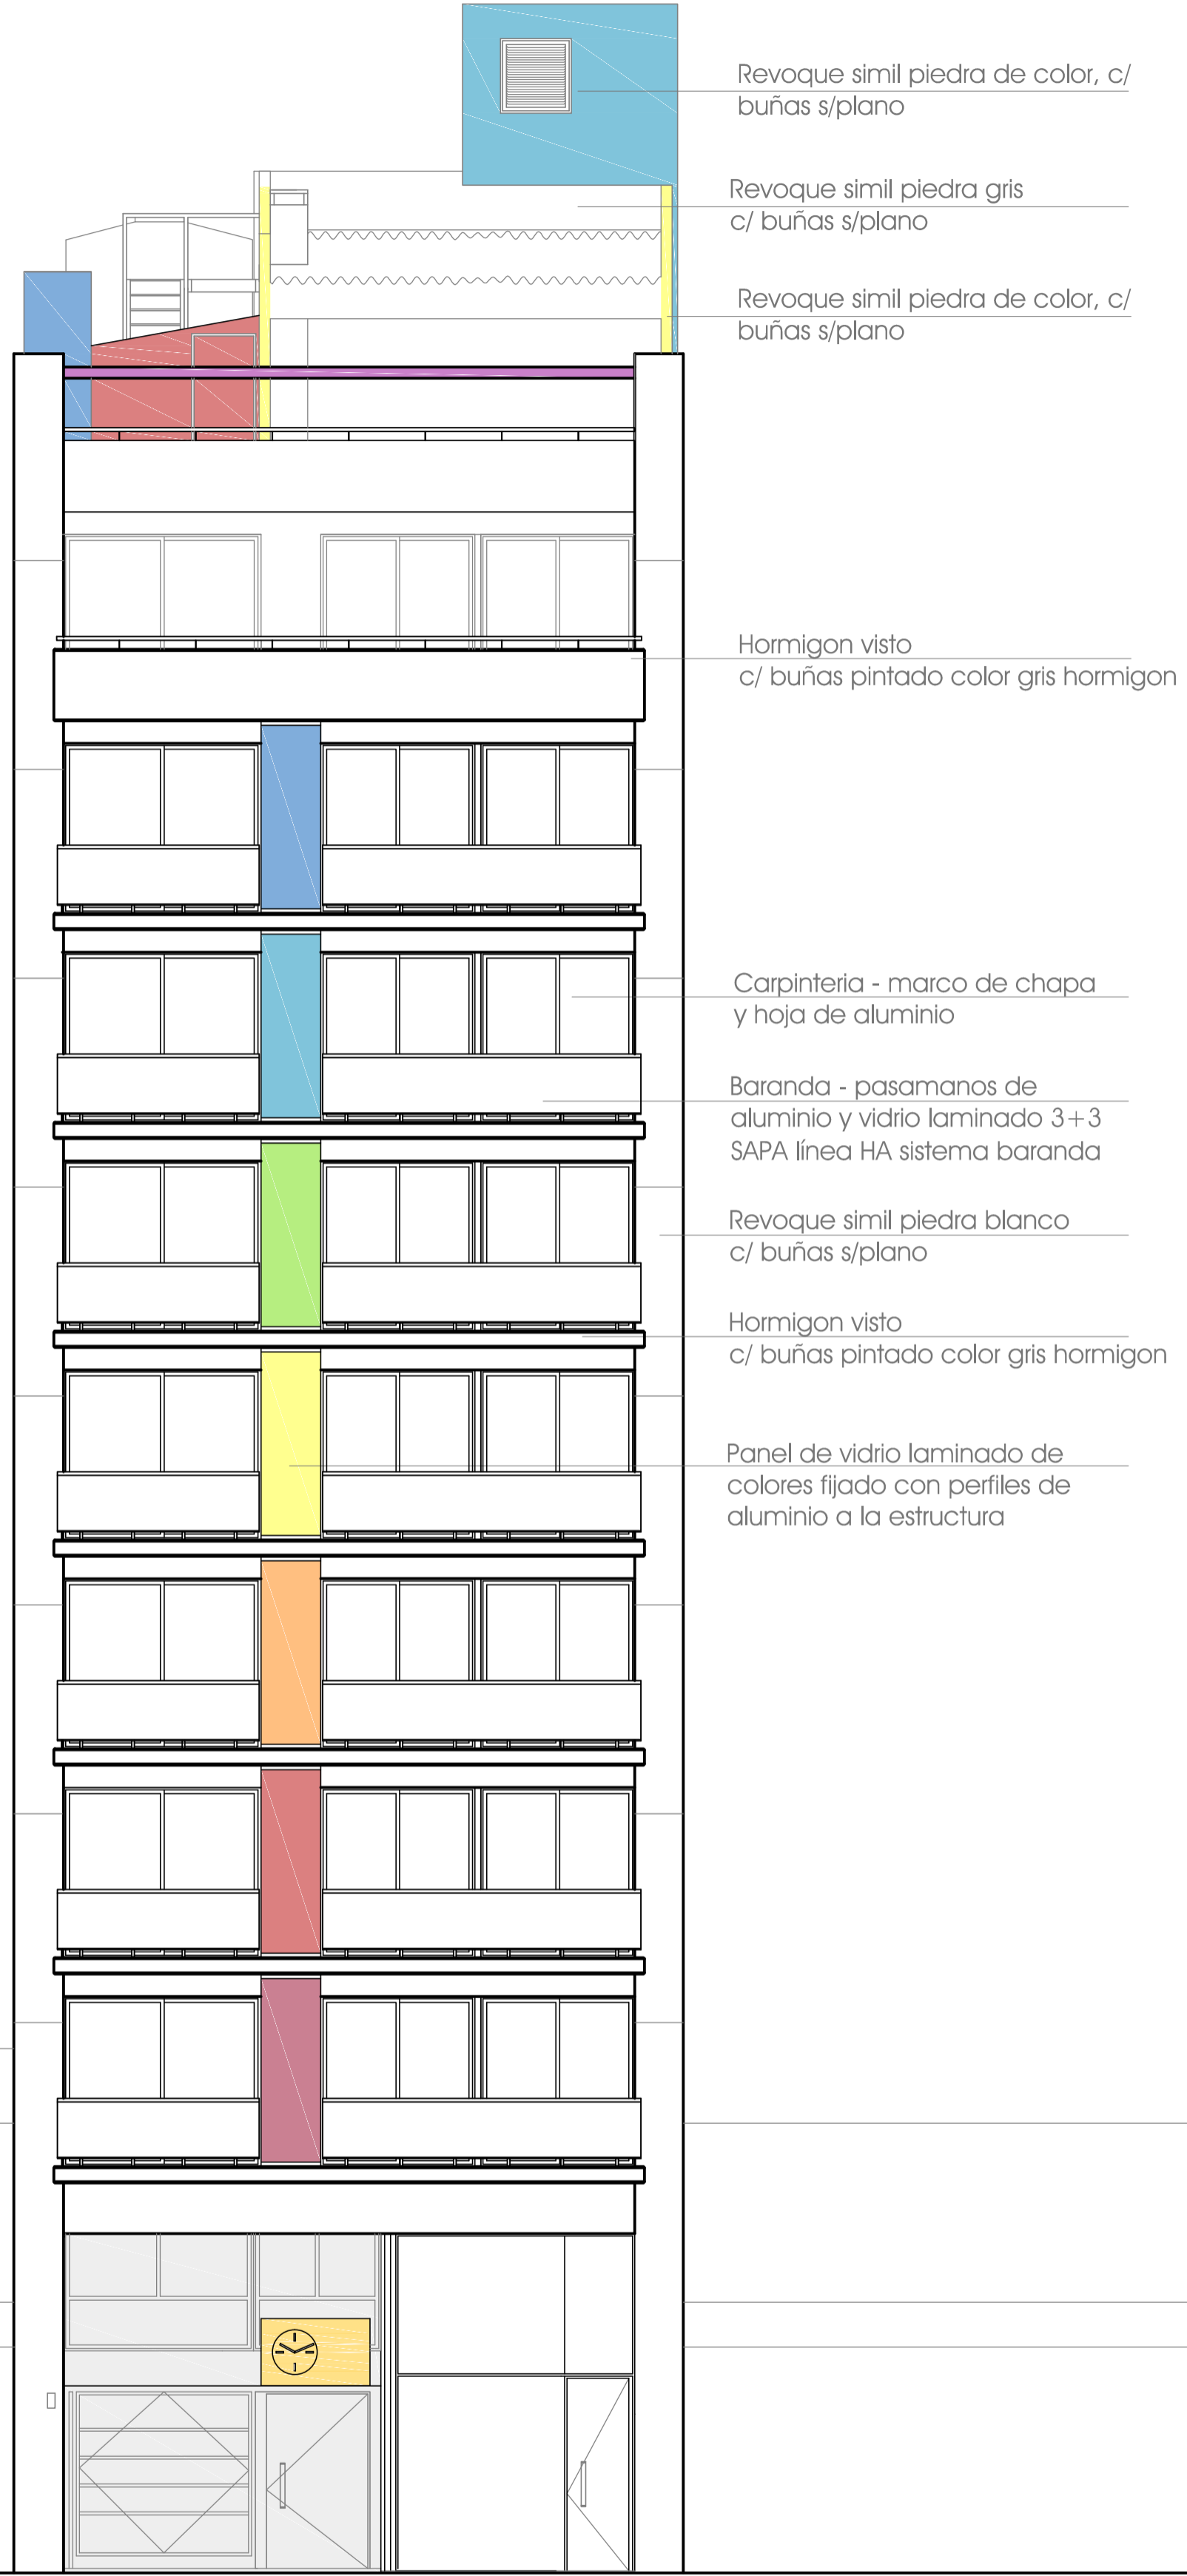 Revoque simil piedra de color, c/
buñas s/plano
Revoque simil piedra gris
c/ buñas s/plano
Revoque simil piedra de color, c/
buñas s/plano
Hormigon visto
c/ buñas pintado color gris hormigon
Carpinteria - marco de chapa
y hoja de aluminio
Baranda - pasamanos de
aluminio y vidrio laminado 3+3
SAPA línea HA sistema baranda
Revoque simil piedra blanco
c/ buñas s/plano
Hormigon visto
c/ buñas pintado color gris hormigon
Panel de vidrio laminado de
colores fijado con perfiles de
aluminio a la estructura